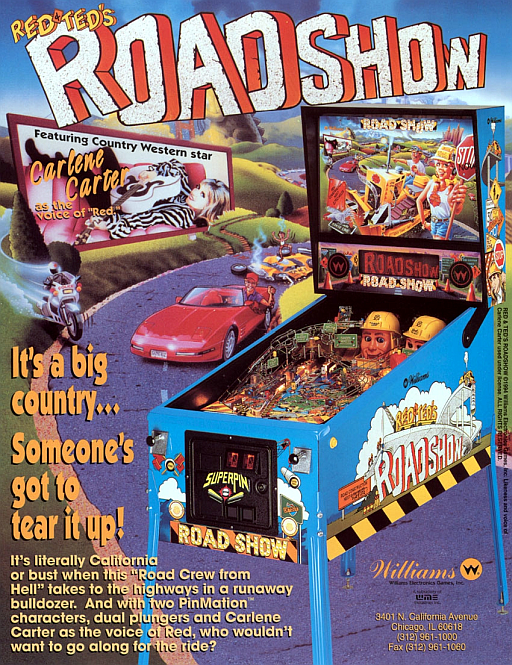 RED & TED'S
ROADSHOW
Featuring Country Western star
Carlene
Carter
as the
voice of "Red"
ROAD SHOW
STOP
ROADSHOW
ROAD SHOW
Williams
RED & TED'S
ROADSHOW
SUPERPIN!
ROAD SHOW
It's a big
country...
Someone's
got to
tear it up!
It's literally California
or bust when this "Road Crew from
Hell" takes to the highways in a runaway
bulldozer. And with two PinMation™
characters, dual plungers and Carlene
Carter as the voice of Red, who wouldn't
want to go along for the ride?
Williams
Williams Electronics Games, Inc.
3401 N. California Avenue
Chicago, IL 60618
(312) 961-1000
Fax (312) 961-1060